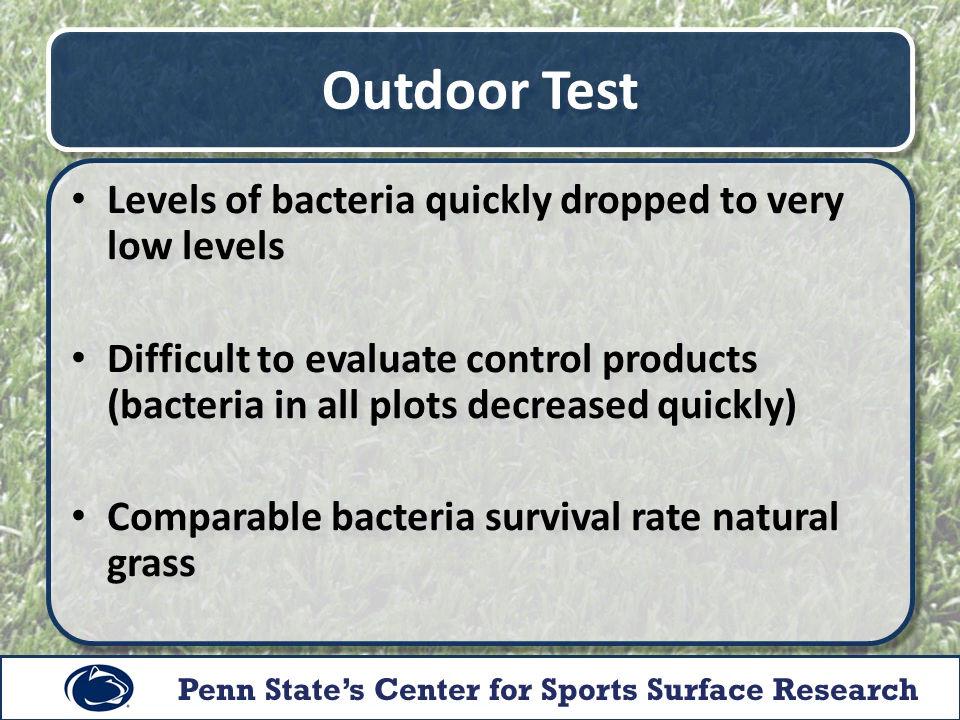 Outdoor Test
• Levels of bacteria quickly dropped to very
low levels
• Difficult to evaluate control products
(bacteria in all plots decreased quickly)
• Comparable bacteria survival rate natural
grass
Penn State’s Center for Sports Surface Research